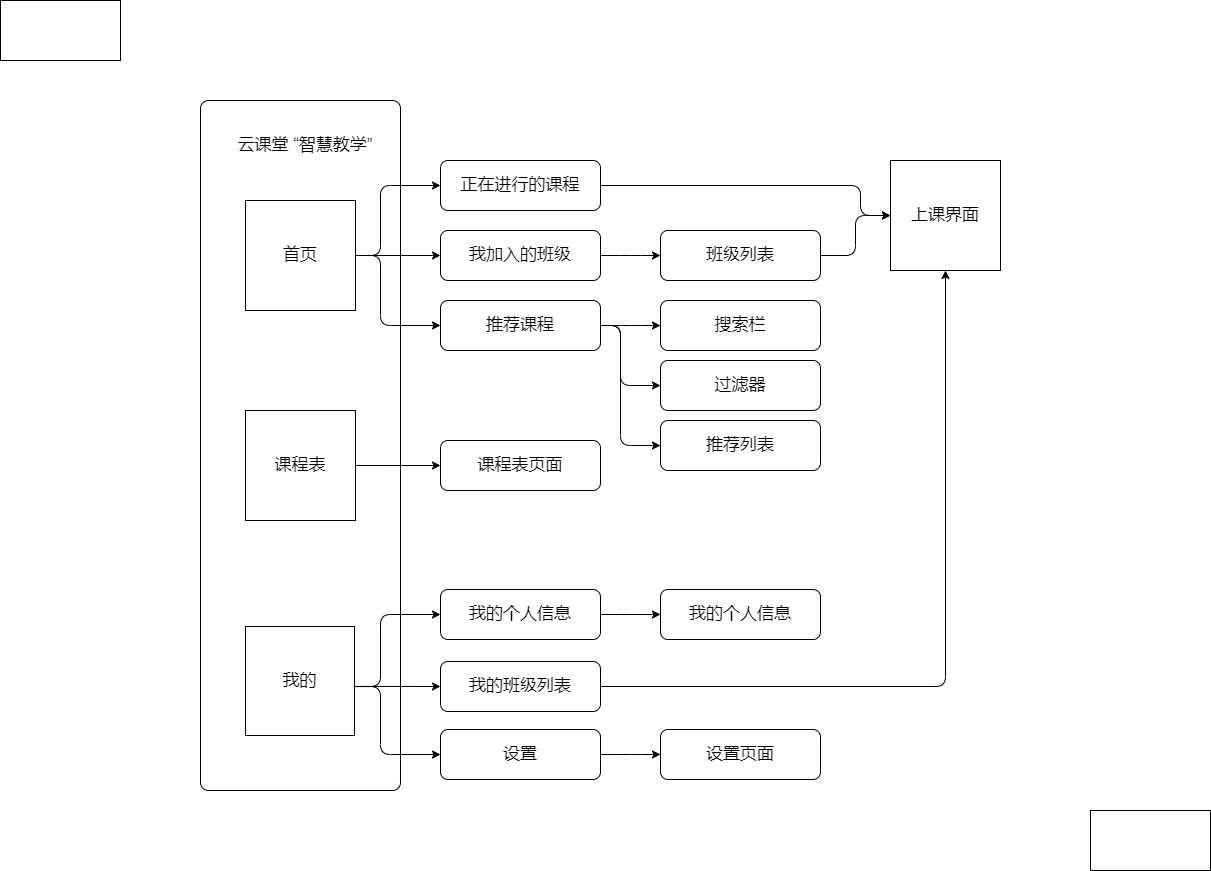 云课堂 “智慧教学”
首页
正在进行的课程
我加入的班级
班级列表
上课界面
推荐课程
搜索栏
过滤器
推荐列表
课程表
课程表页面
我的
我的个人信息
我的个人信息
我的班级列表
设置
设置页面